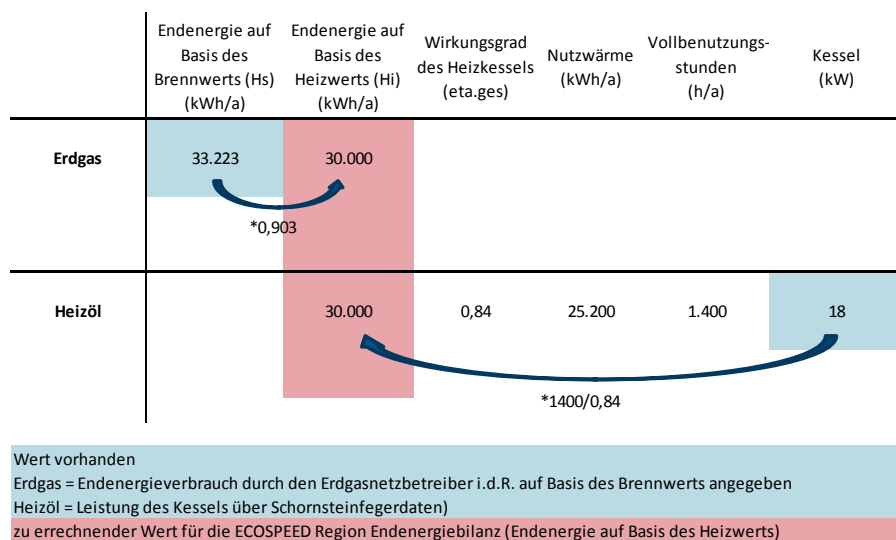 Endenergie auf
Basis des
Brennwerts (Hs)
(kWh/a)
Endenergie auf
Basis des
Heizwerts (Hi)
(kWh/a)
Wirkungsgrad
des Heizkessels
(eta.ges)
Nutzwärme
(kWh/a)
Vollbenutzungs-
stunden
(h/a)
Kessel
(kW)
Erdgas
33.223
30.000
*0,903
Heizöl
30.000
0,84
25.200
1.400
18
*1400/0,84
Wert vorhanden
Erdgas = Endenergieverbrauch durch den Erdgasnetzbetreiber i.d.R. auf Basis des Brennwerts angegeben
Heizöl = Leistung des Kessels über Schornsteinfegerdaten)
zu errechnender Wert für die ECOSPEED Region Endenergiebilanz (Endenergie auf Basis des Heizwerts)